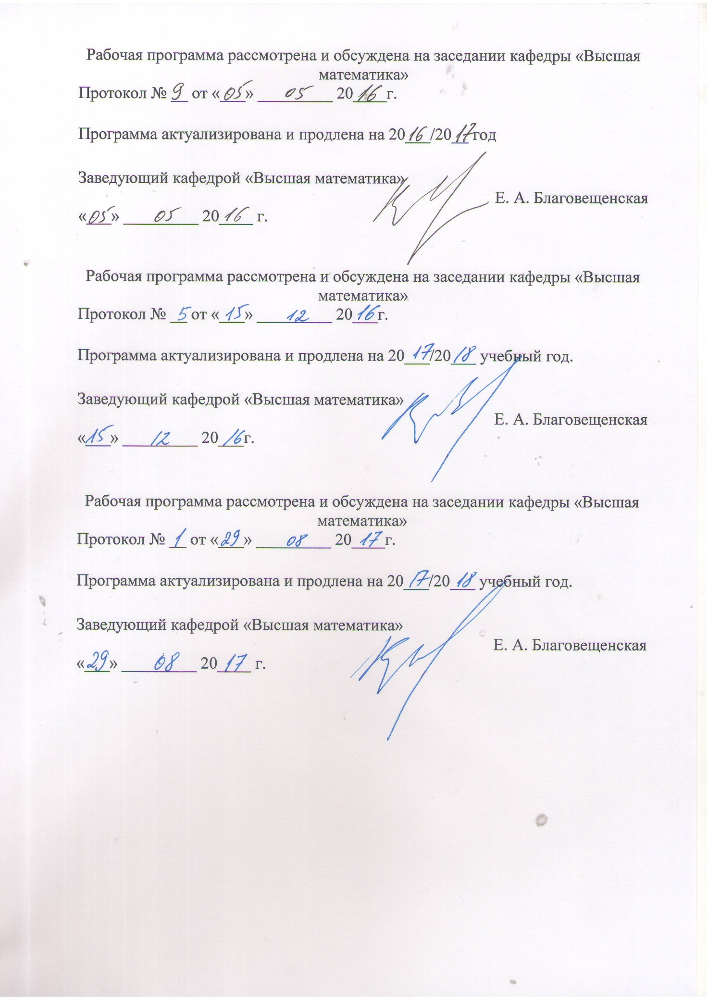 Рабочая программа рассмотрена и обсуждена на заседании кафедры «Высшая
математика»
Протокол № 9 от «05» 05 2016г.
Программа актуализирована и продлена на 2016/2017год
Заведующий кафедрой «Высшая математика»
Е. А. Благовещенская
«05» 05 2016 г.
Рабочая программа рассмотрена и обсуждена на заседании кафедры «Высшая
математика»
Протокол № 5 от «15» 12 2016г.
Программа актуализирована и продлена на 2017/2018 учебный год.
Заведующий кафедрой «Высшая математика»
Е. А. Благовещенская
«15» 12 2016г.
Рабочая программа рассмотрена и обсуждена на заседании кафедры «Высшая
математика»
Протокол № 1 от «29» 08 2017г.
Программа актуализирована и продлена на 2017/2018 учебный год.
Заведующий кафедрой «Высшая математика»
Е. А. Благовещенская
«29» 08 2017 г.